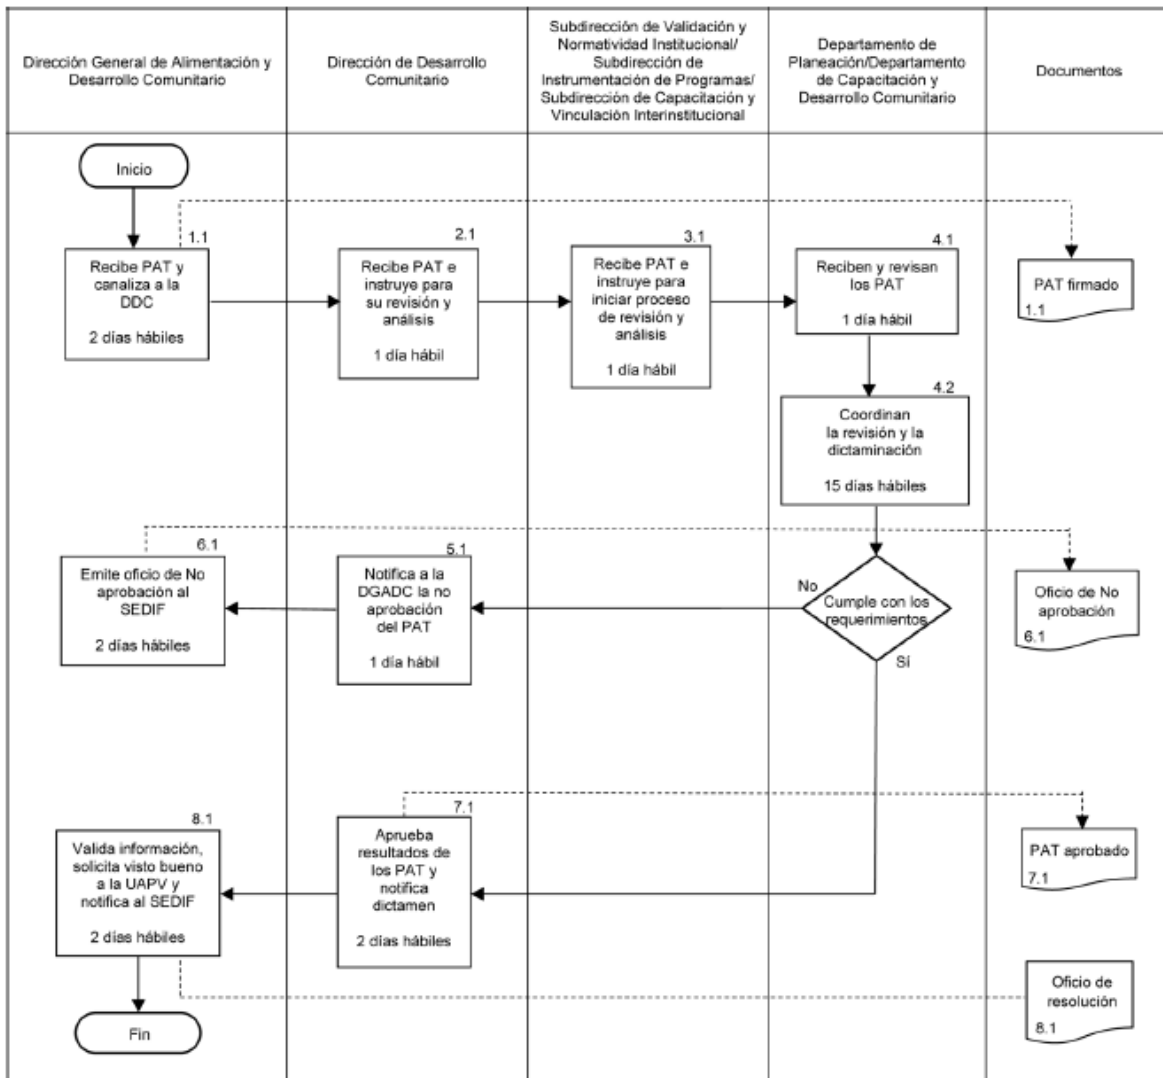 Dirección General de Alimentación y
Desarrollo Comunitario
Dirección de Desarrollo
Comunitario
Subdirección de Validación y
Normatividad Institucional/
Subdirección de
Instrumentación de Programas/
Subdirección de Capacitación y
Vinculación Interinstitucional
Departamento de
Planeación/Departamento
de Capacitación y
Desarrollo Comunitario
Documentos
Inicio
1.1
Recibe PAT y
canaliza a la
DDC
2 días hábiles
2.1
Recibe PAT e
instruye para
su revisión y
análisis
1 día hábil
3.1
Recibe PAT e
instruye para
iniciar proceso
de revisión y
análisis
1 día hábil
4.1
Reciben y revisan
los PAT
1 día hábil
PAT firmado
1.1
4.2
Coordinan
la revisión y la
dictaminación
15 días hábiles
6.1
Emite oficio de No
aprobación al
SEDIF
2 días hábiles
5.1
Notifica a la
DGADC la no
aprobación
del PAT
1 día hábil
No
Cumple con los
requerimientos
Sí
Oficio de No
aprobación
6.1
8.1
Valida información,
solicita visto bueno
a la UAPV y
notifica al SEDIF
2 días hábiles
7.1
Aprueba
resultados de
los PAT y
notifica
dictamen
2 días hábiles
PAT aprobado
7.1
Oficio de
resolución
8.1
Fin